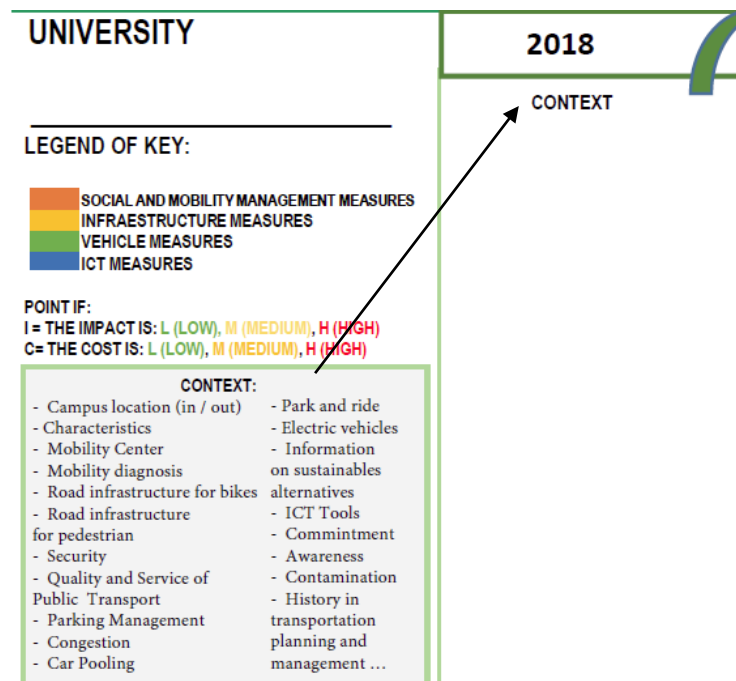 UNIVERSITY
2018
CONTEXT
LEGEND OF KEY:
SOCIAL AND MOBILITY MANAGEMENT MEASURES
INFRAESTRUCTURE MEASURES
VEHICLE MEASURES
ICT MEASURES
POINT IF:
I = THE IMPACT IS: L (LOW), M (MEDIUM), H (HIGH)
C= THE COST IS: L (LOW), M (MEDIUM), H (HIGH)
CONTEXT:
- Campus location (in / out)
- Characteristics
- Mobility Center
- Mobility diagnosis
- Road infrastructure for bikes
- Road infrastructure
for pedestrian
- Security
- Quality and Service of
Public Transport
- Parking Management
- Congestion
- Car Pooling
- Park and ride
- Electric vehicles
- Information
on sustainables
alternatives
- ICT Tools
- Commintment
- Awareness
- Contamination
- History in
transportation
planning and
management …